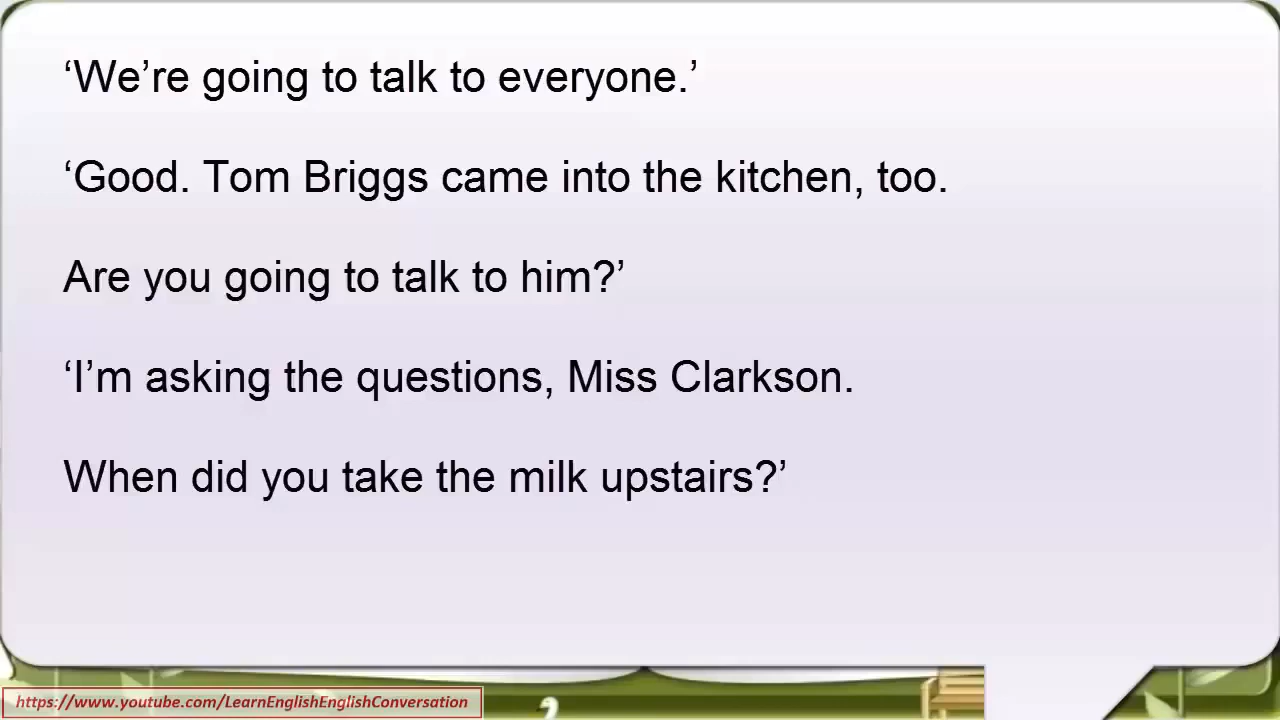 ‘We’re going to talk to everyone.’
‘Good. Tom Briggs came into the kitchen, too.
Are you going to talk to him?’
‘I’m asking the questions, Miss Clarkson.
When did you take the milk upstairs?’
https://www.youtube.com/LearnEnglishEnglishConversation